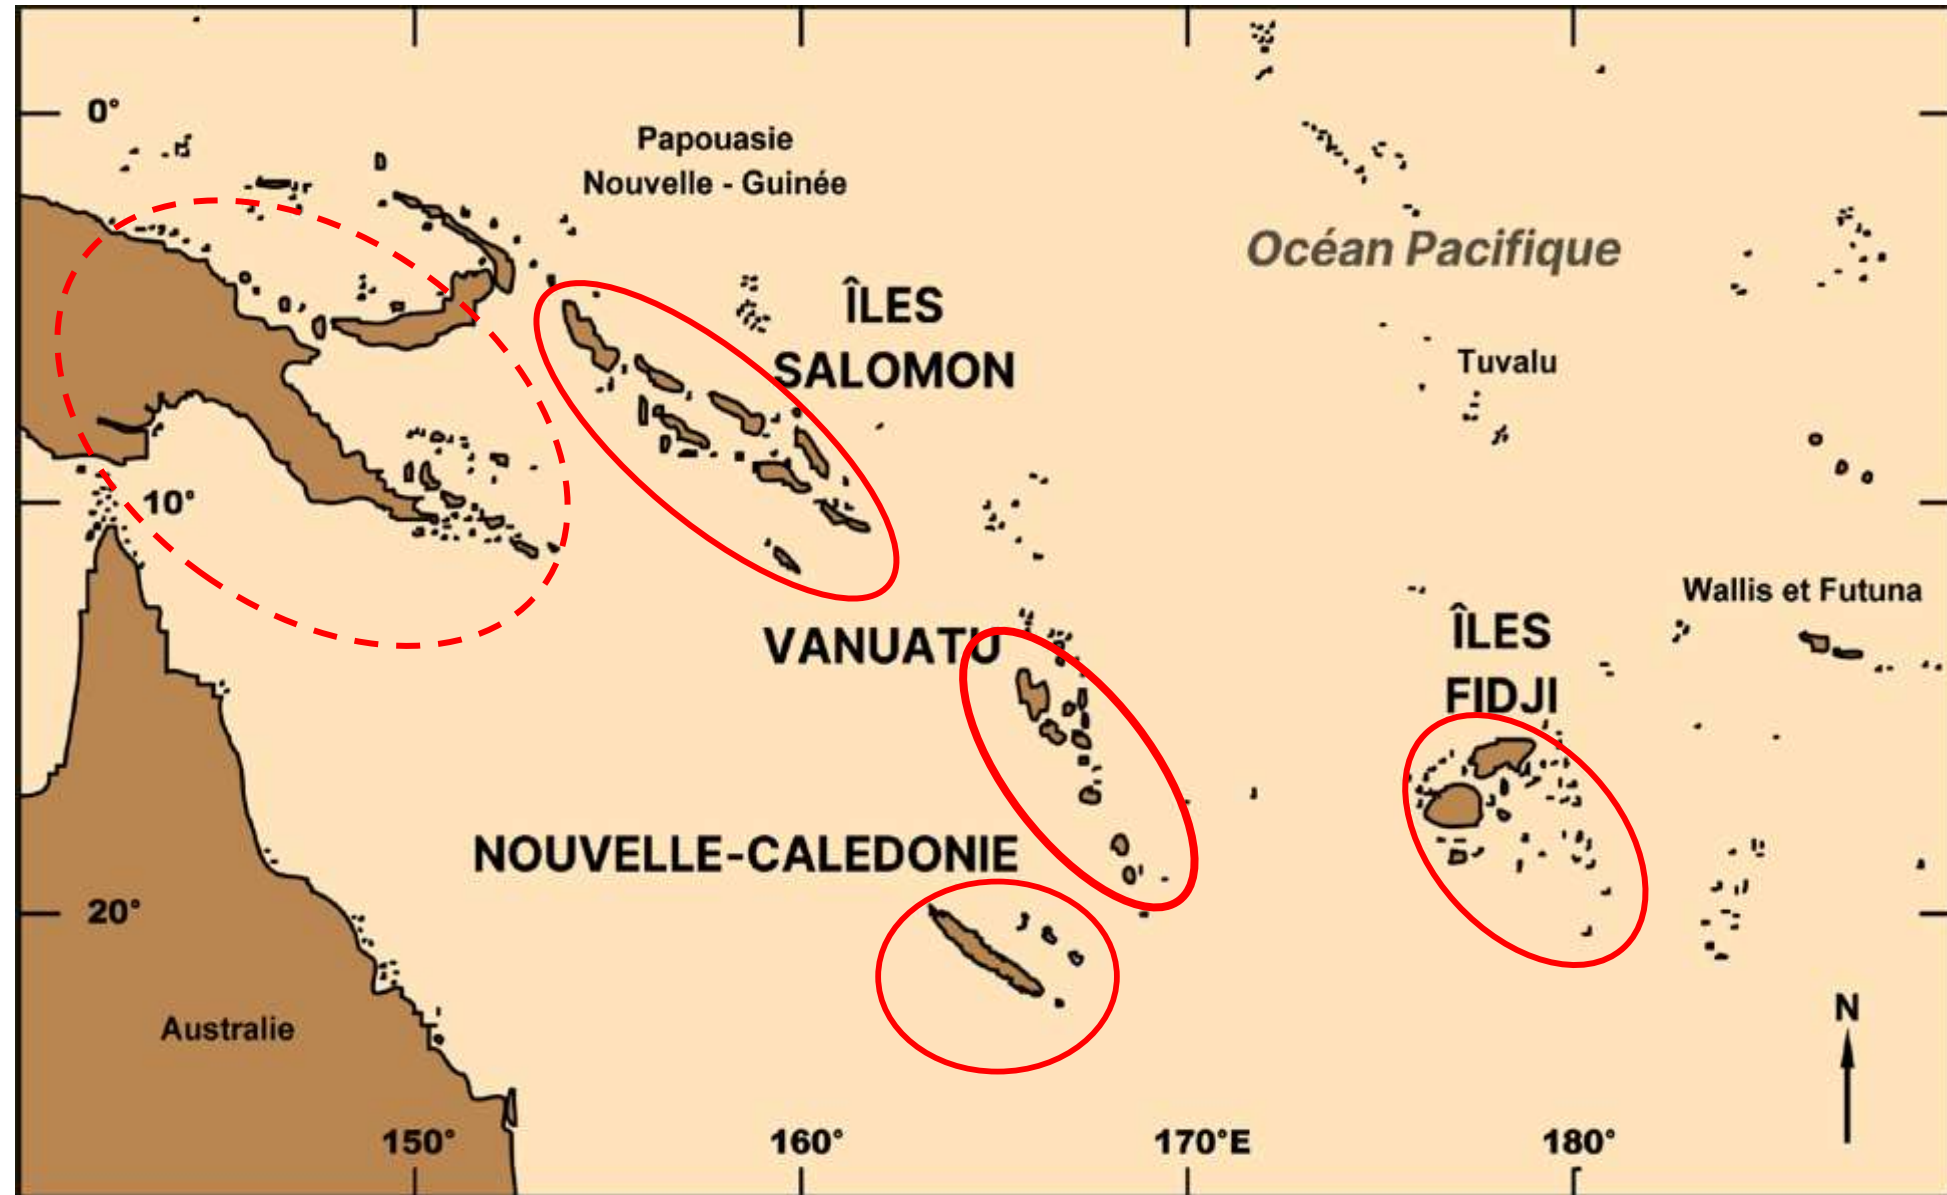 0°
Papouasie
Nouvelle - Guinée
Océan Pacifique
ÎLES
SALOMON
Tuvalu
10°
Wallis et Futuna
ÎLES
FIDJI
VANUATU
NOUVELLE-CALEDONIE
20°
N
Australie
150°
160°
170°E
180°